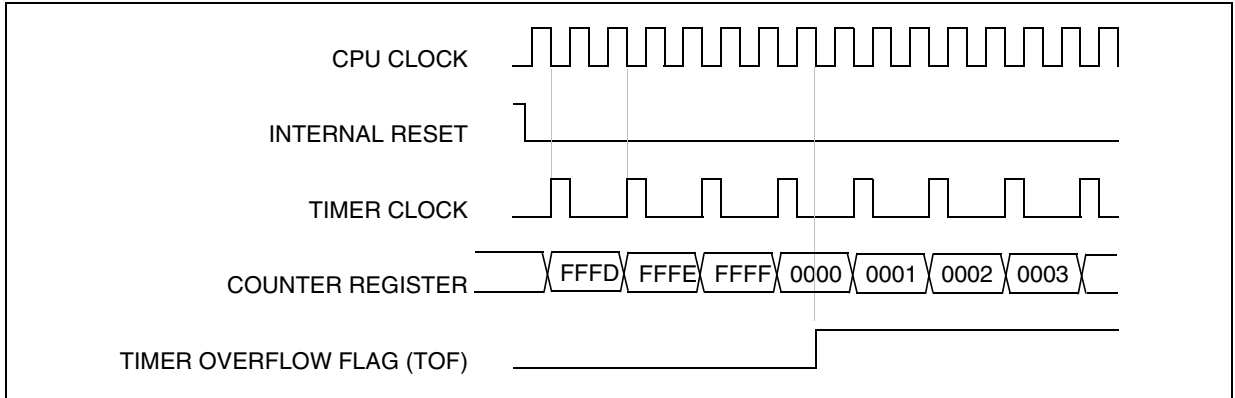 CPU CLOCK
INTERNAL RESET
TIMER CLOCK
COUNTER REGISTER FFFD FFFE FFFF 0000 0001 0002 0003
TIMER OVERFLOW FLAG (TOF)